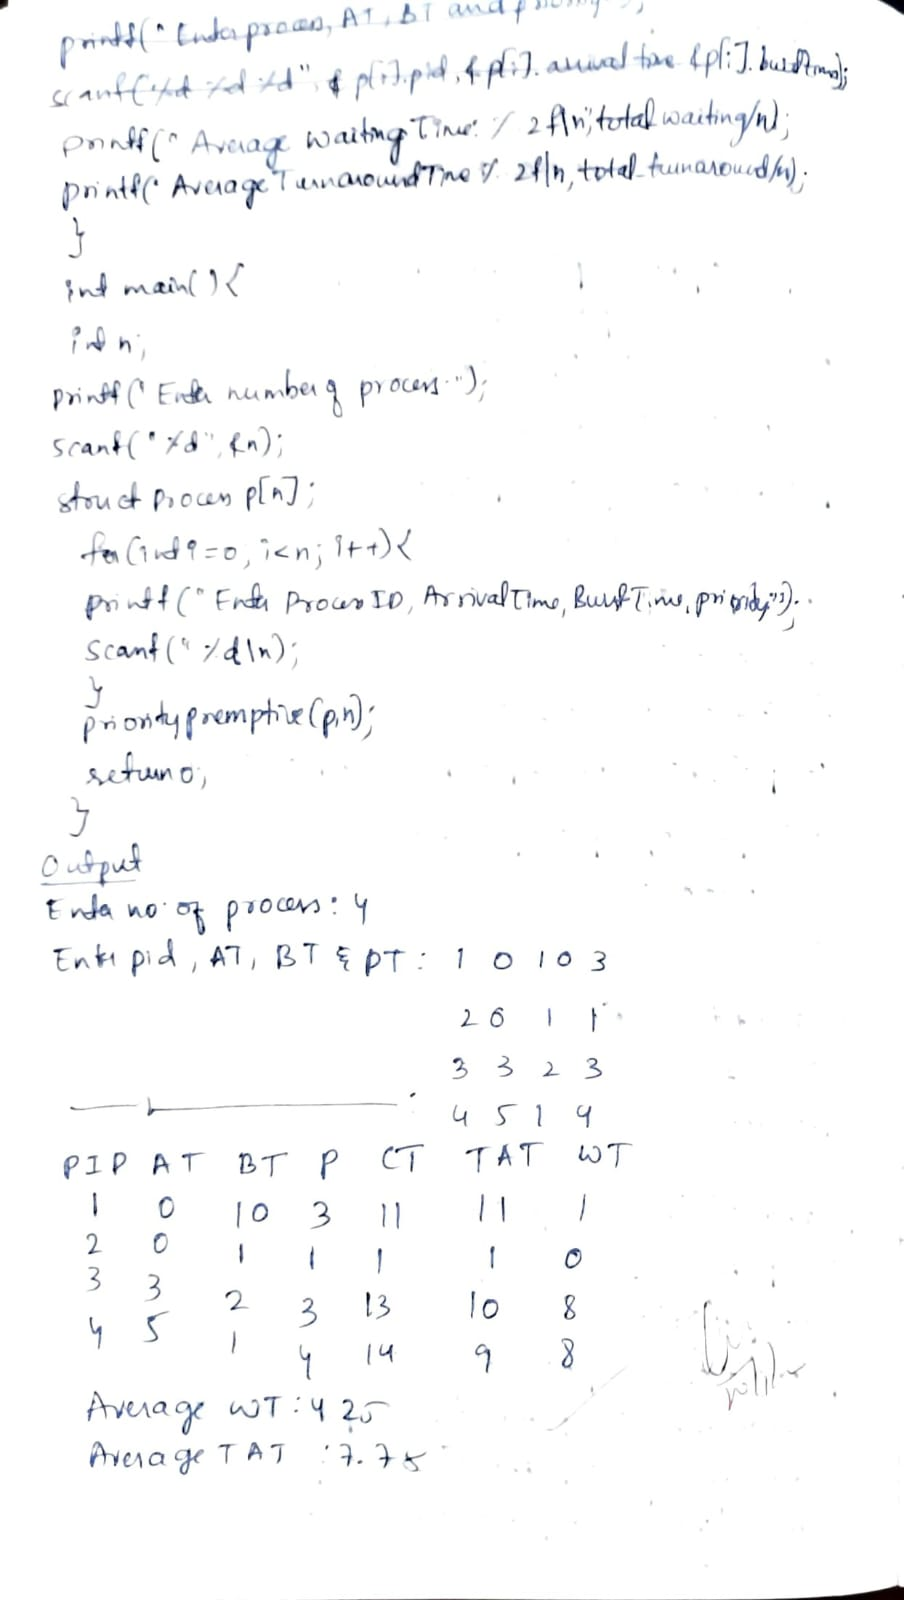 printf("Enter process, AT, BT and priority
scanf("%d %d %d", & p[i].pid, & p[i]. arrival time &p[i]. bursttime);
printf(" Average Waiting Time: % 2f\n", total waiting/n);
printf(" Average Turnaround Time % 2f\n, total_turnaround/n);
}
int main(){
int n;
printf(" Enter number of process..");
scanf("%d", &n);
struct process p[n];
for(int i=0, i<n; i++){
printf("Enter Process ID, Arrival Time, Burst Time, priority");
scanf("%d\n);
}
priority premptive(p,n);
return 0;
}
Output
Enter no. of process: 4
Enter pid, AT, BT & PT: 1 0 10 3
2 0 1 1
3 3 2 3
4 5 1 4
PID AT BT P CT TAT WT
1 0 10 3 11 11 1
2 0 1 1 1 1 0
3 3 2 3 13 10 8
4 5 1 4 14 9 8
Average WT: 4.25
Average TAT : 7.75